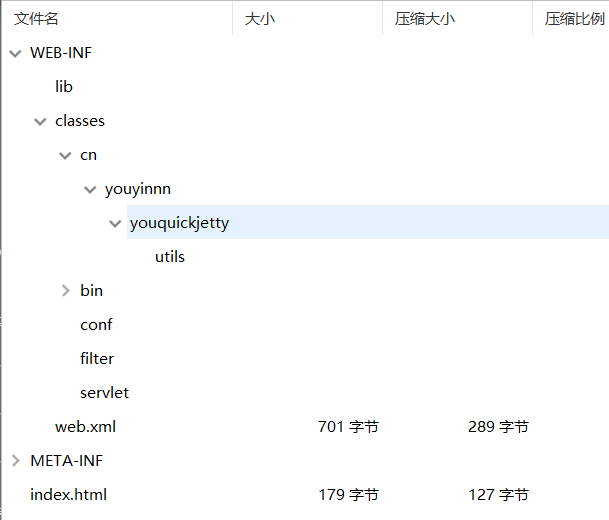 文件名 大小 压缩大小 压缩比例
WEB-INF
lib
classes
cn
youyinnn
youquickjetty
utils
bin
conf
filter
servlet
web.xml 701 字节 289 字节
META-INF
index.html 179 字节 127 字节